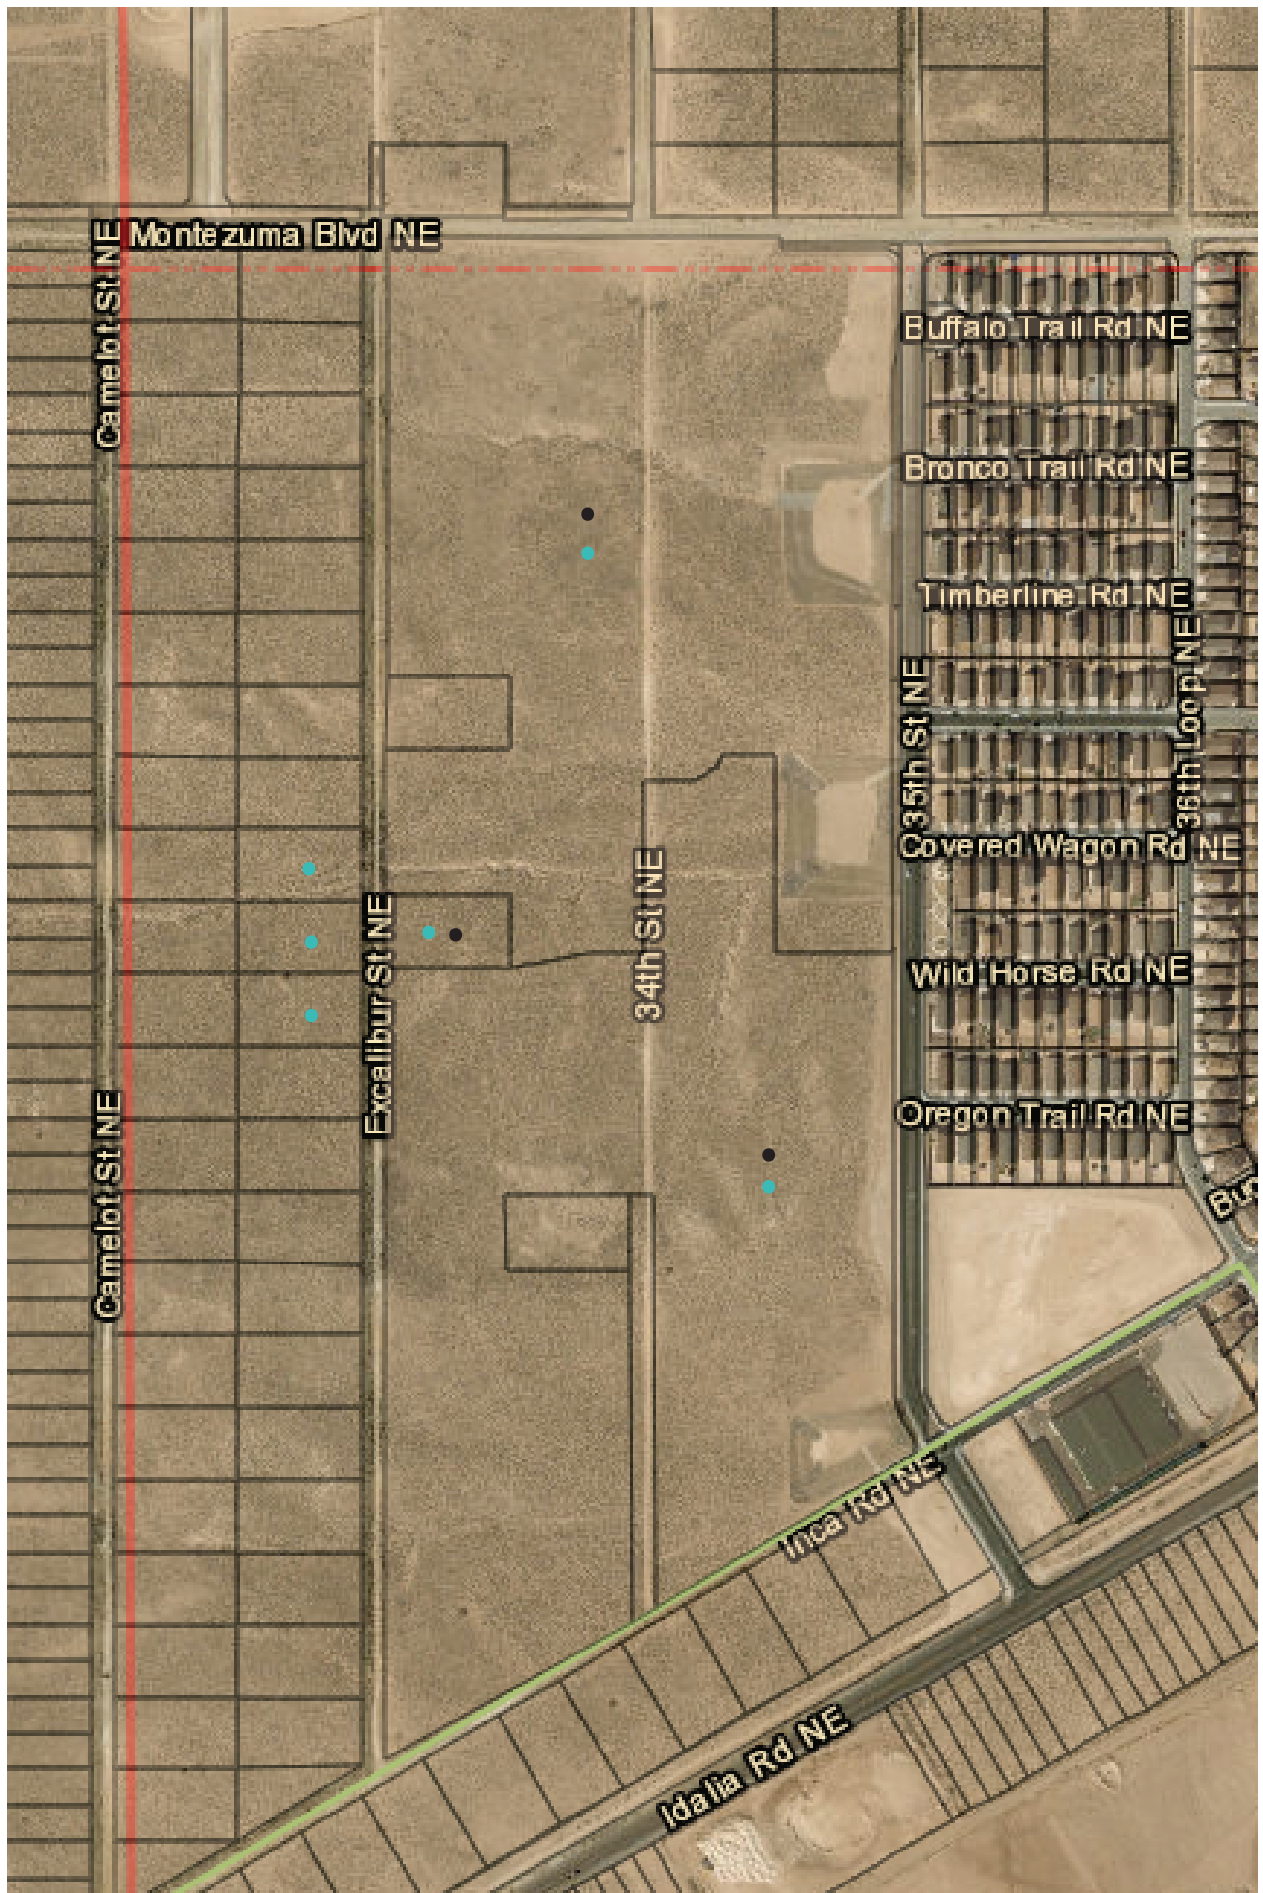 Montezuma Blvd NE
Camelot St NE
Buffalo Trail Rd NE
Bronco Trail Rd NE
Timberline Rd NE
35th St NE
36th Loop NE
Covered Wagon Rd NE
34th St NE
Excalibur St NE
Wild Horse Rd NE
Oregon Trail Rd NE
Camelot St NE
Inca Rd NE
Idalia Rd NE